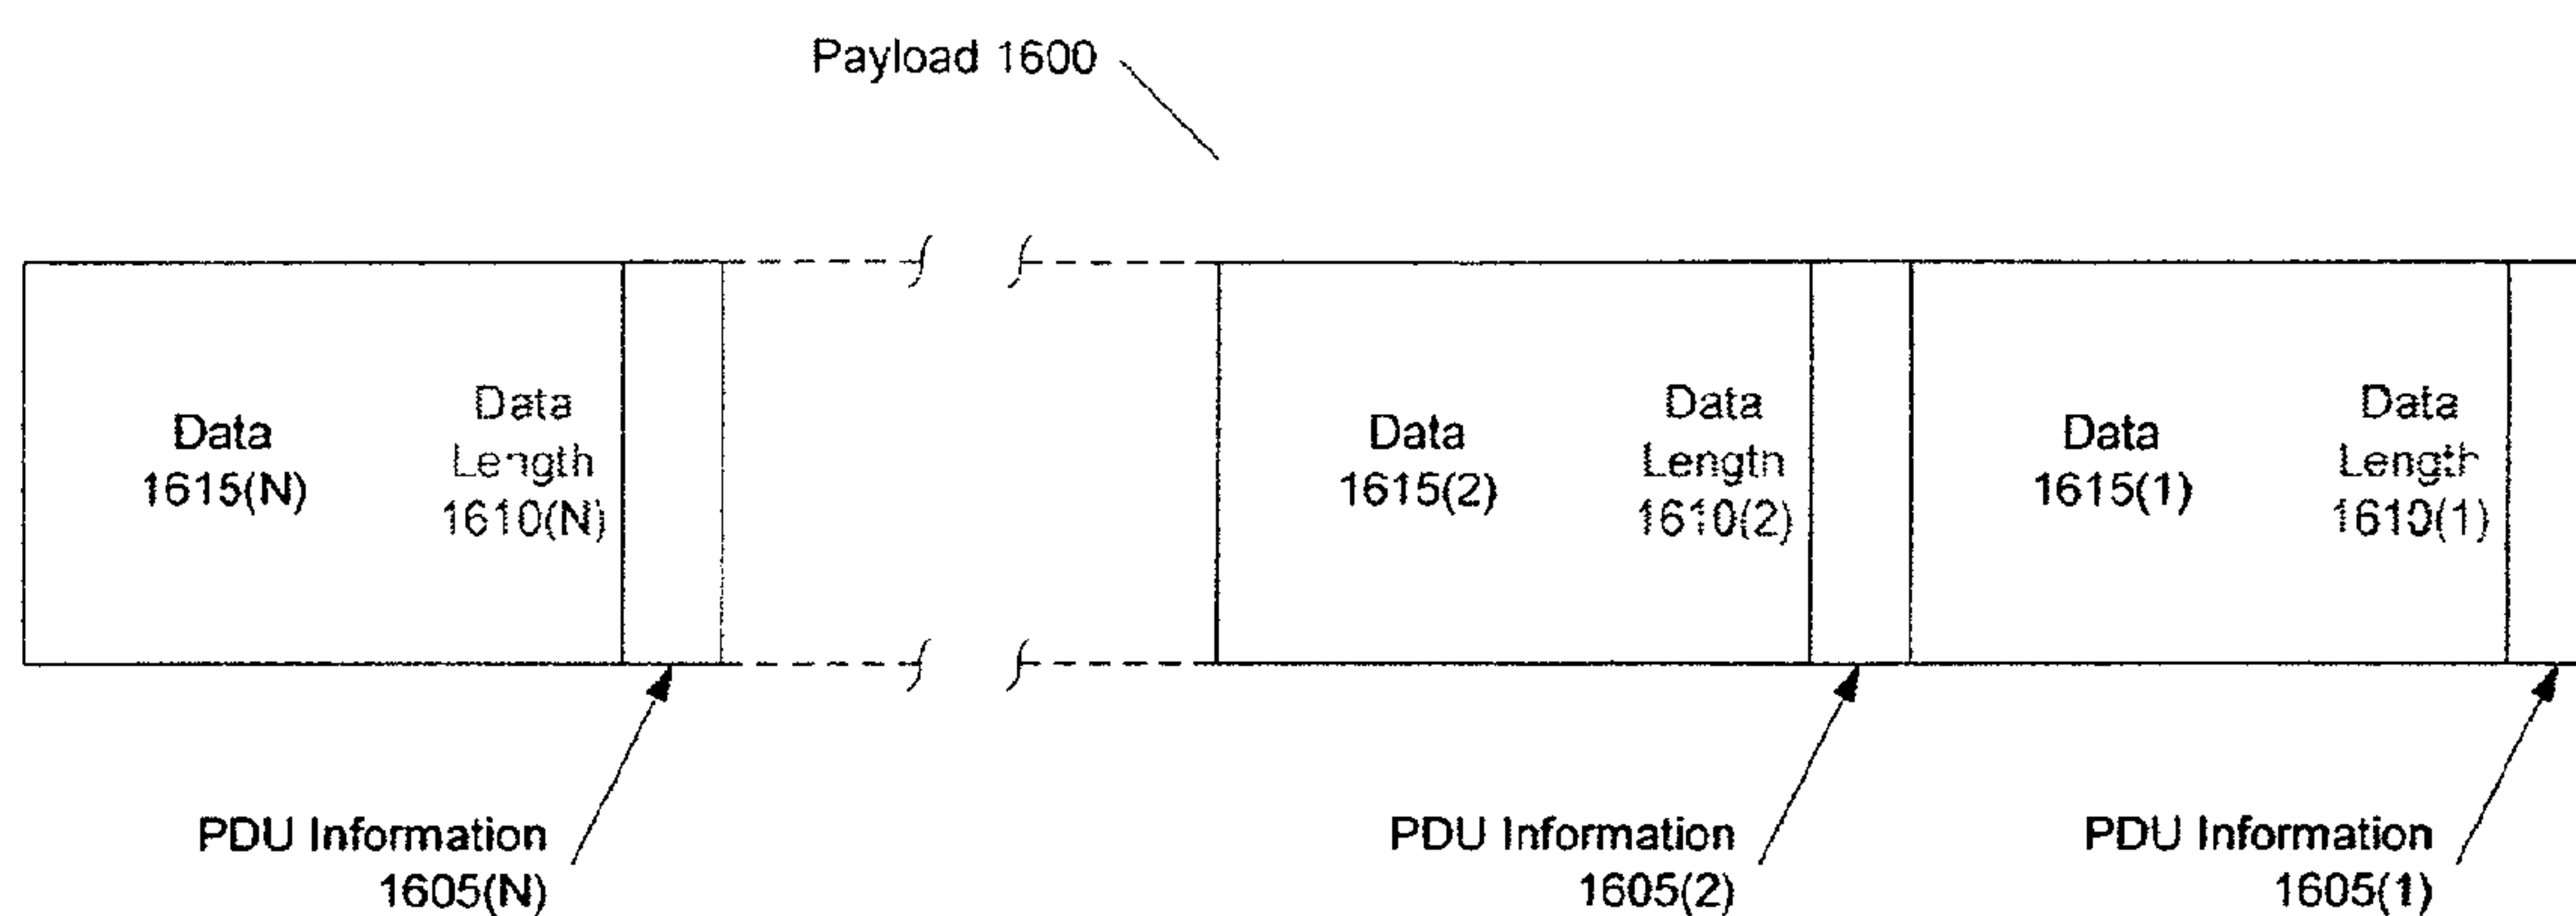 Payload 1600
Data
1615(N)
Data
Length
1610(N)
Data
1615(2)
Data
Length
1610(2)
Data
1615(1)
Data
Length
1610(1)
PDU Information
1605(N)
PDU Information
1605(2)
PDU Information
1605(1)